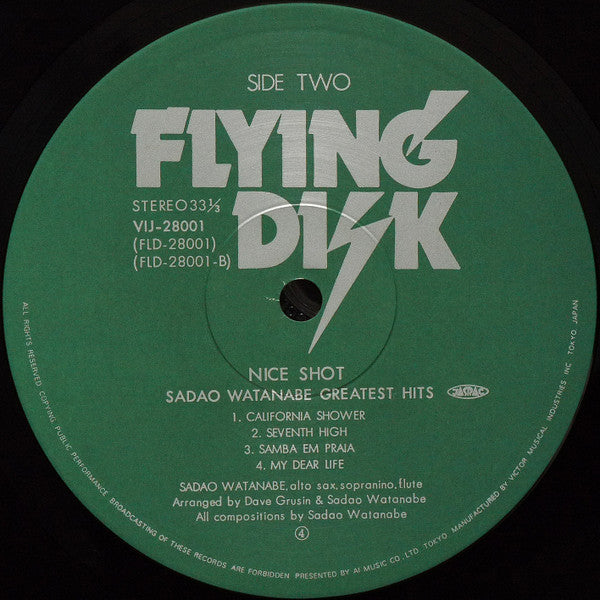 SIDE TWO
FLYING
DISK
STEREO 33⅓
VIJ-28001
(FLD-28001)
(FLD-28001-B)
NICE SHOT
SADAO WATANABE GREATEST HITS
JASRAC
1. CALIFORNIA SHOWER
2. SEVENTH HIGH
3. SAMBA EM PRAIA
4. MY DEAR LIFE
SADAO WATANABE, alto sax, sopranino, flute
Arranged by Dave Grusin & Sadao Watanabe
All compositions by Sadao Watanabe
④
ALL RIGHTS RESERVED. COPYING PUBLIC PERFORMANCE BROADCASTING OF THESE RECORDS ARE FORBIDDEN PRESENTED BY AI MUSIC CO., LTD. TOKYO MANUFACTURED BY VICTOR MUSICAL INDUSTRIES INC. TOKYO JAPAN